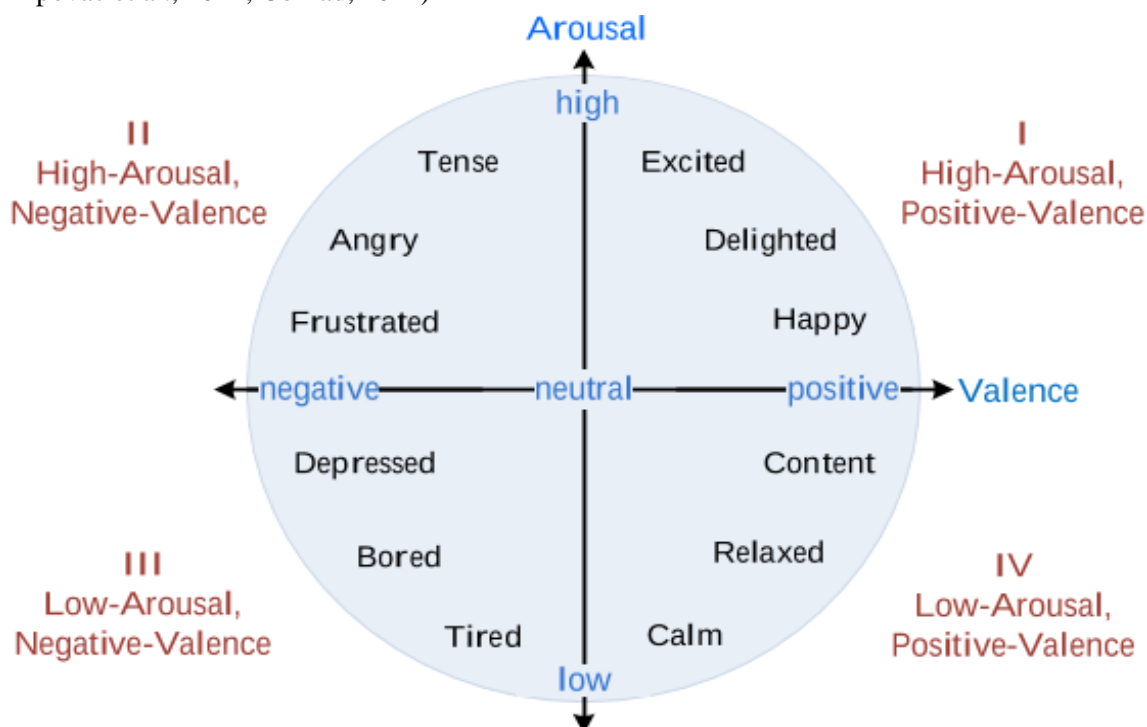 Arousal
high
II
High-Arousal,
Negative-Valence
I
High-Arousal,
Positive-Valence
Tense
Excited
Angry
Delighted
Frustrated
Happy
negative
neutral
positive
Valence
Depressed
Content
Bored
Relaxed
III
Low-Arousal,
Negative-Valence
IV
Low-Arousal,
Positive-Valence
Tired
Calm
low